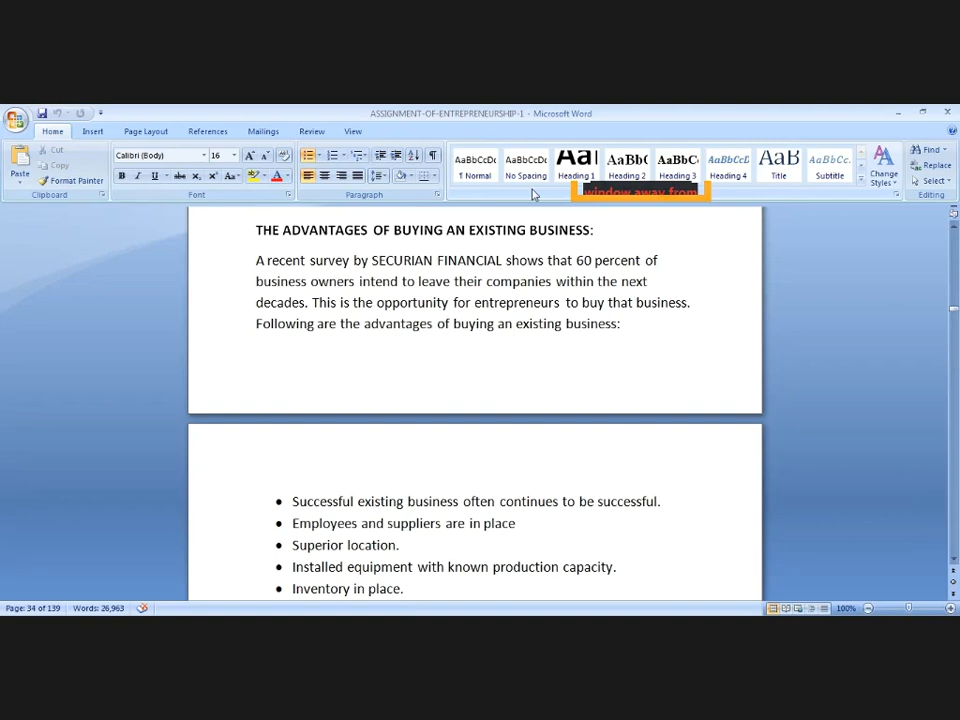 ASSIGNMENT-OF-ENTREPRENEURSHIP-1 - Microsoft Word
Home Insert Page Layout References Mailings Review View
Paste
Cut
Copy
Format Painter
Clipboard
Calibri (Body) 16
Font
Paragraph
AaBbCcDc AaBbCcDc AaBbC AaBbC AaBbCcD AaB AaBbCc.
¶ Normal No Spacing Heading 1 Heading 2 Heading 3 Heading 4 Title Subtitle
window away from
Change
Styles
Find
Replace
Select
Editing
THE ADVANTAGES OF BUYING AN EXISTING BUSINESS:
A recent survey by SECURIAN FINANCIAL shows that 60 percent of
business owners intend to leave their companies within the next
decades. This is the opportunity for entrepreneurs to buy that business.
Following are the advantages of buying an existing business:
• Successful existing business often continues to be successful.
• Employees and suppliers are in place
• Superior location.
• Installed equipment with known production capacity.
• Inventory in place.
Page: 34 of 139 Words: 26,963 100%